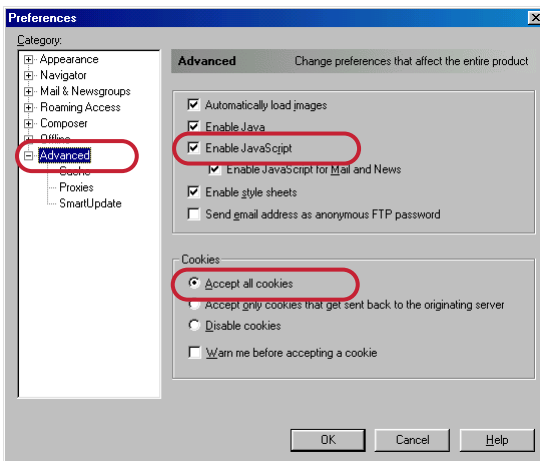 Preferences
Category:
Appearance
Navigator
Mail & Newsgroups
Roaming Access
Composer
Offline
Advanced
Cache
Proxies
SmartUpdate
Advanced Change preferences that affect the entire product
Automatically load images
Enable Java
Enable JavaScript
Enable JavaScript for Mail and News
Enable style sheets
Send email address as anonymous FTP password
Cookies
Accept all cookies
Accept only cookies that get sent back to the originating server
Disable cookies
Warn me before accepting a cookie
OK Cancel Help